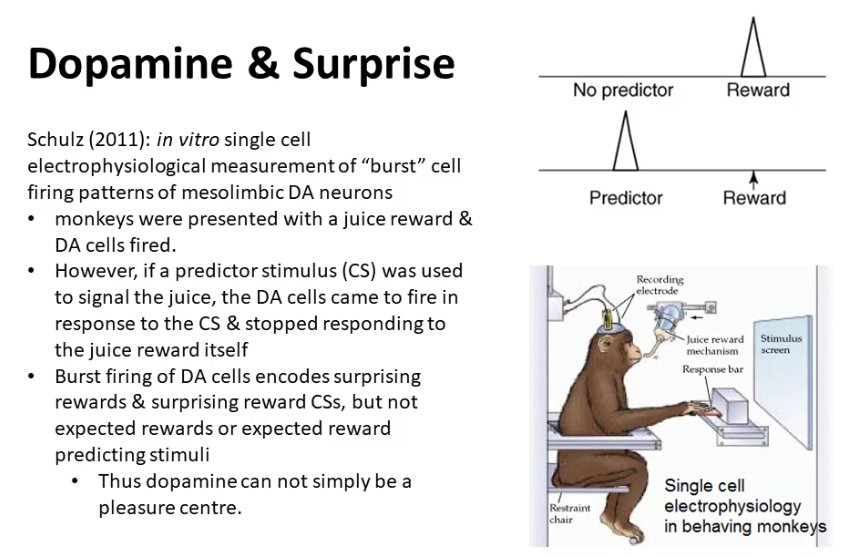 Dopamine & Surprise
Schulz (2011): in vitro single cell
electrophysiological measurement of “burst” cell
firing patterns of mesolimbic DA neurons
• monkeys were presented with a juice reward &
DA cells fired.
• However, if a predictor stimulus (CS) was used
to signal the juice, the DA cells came to fire in
response to the CS & stopped responding to
the juice reward itself
• Burst firing of DA cells encodes surprising
rewards & surprising reward CSs, but not
expected rewards or expected reward
predicting stimuli
• Thus dopamine can not simply be a
pleasure centre.
No predictor Reward
Predictor Reward
Recording
electrode
Juice reward
mechanism
Stimulus
screen
Response bar
Restraint
chair
Single cell
electrophysiology
in behaving monkeys